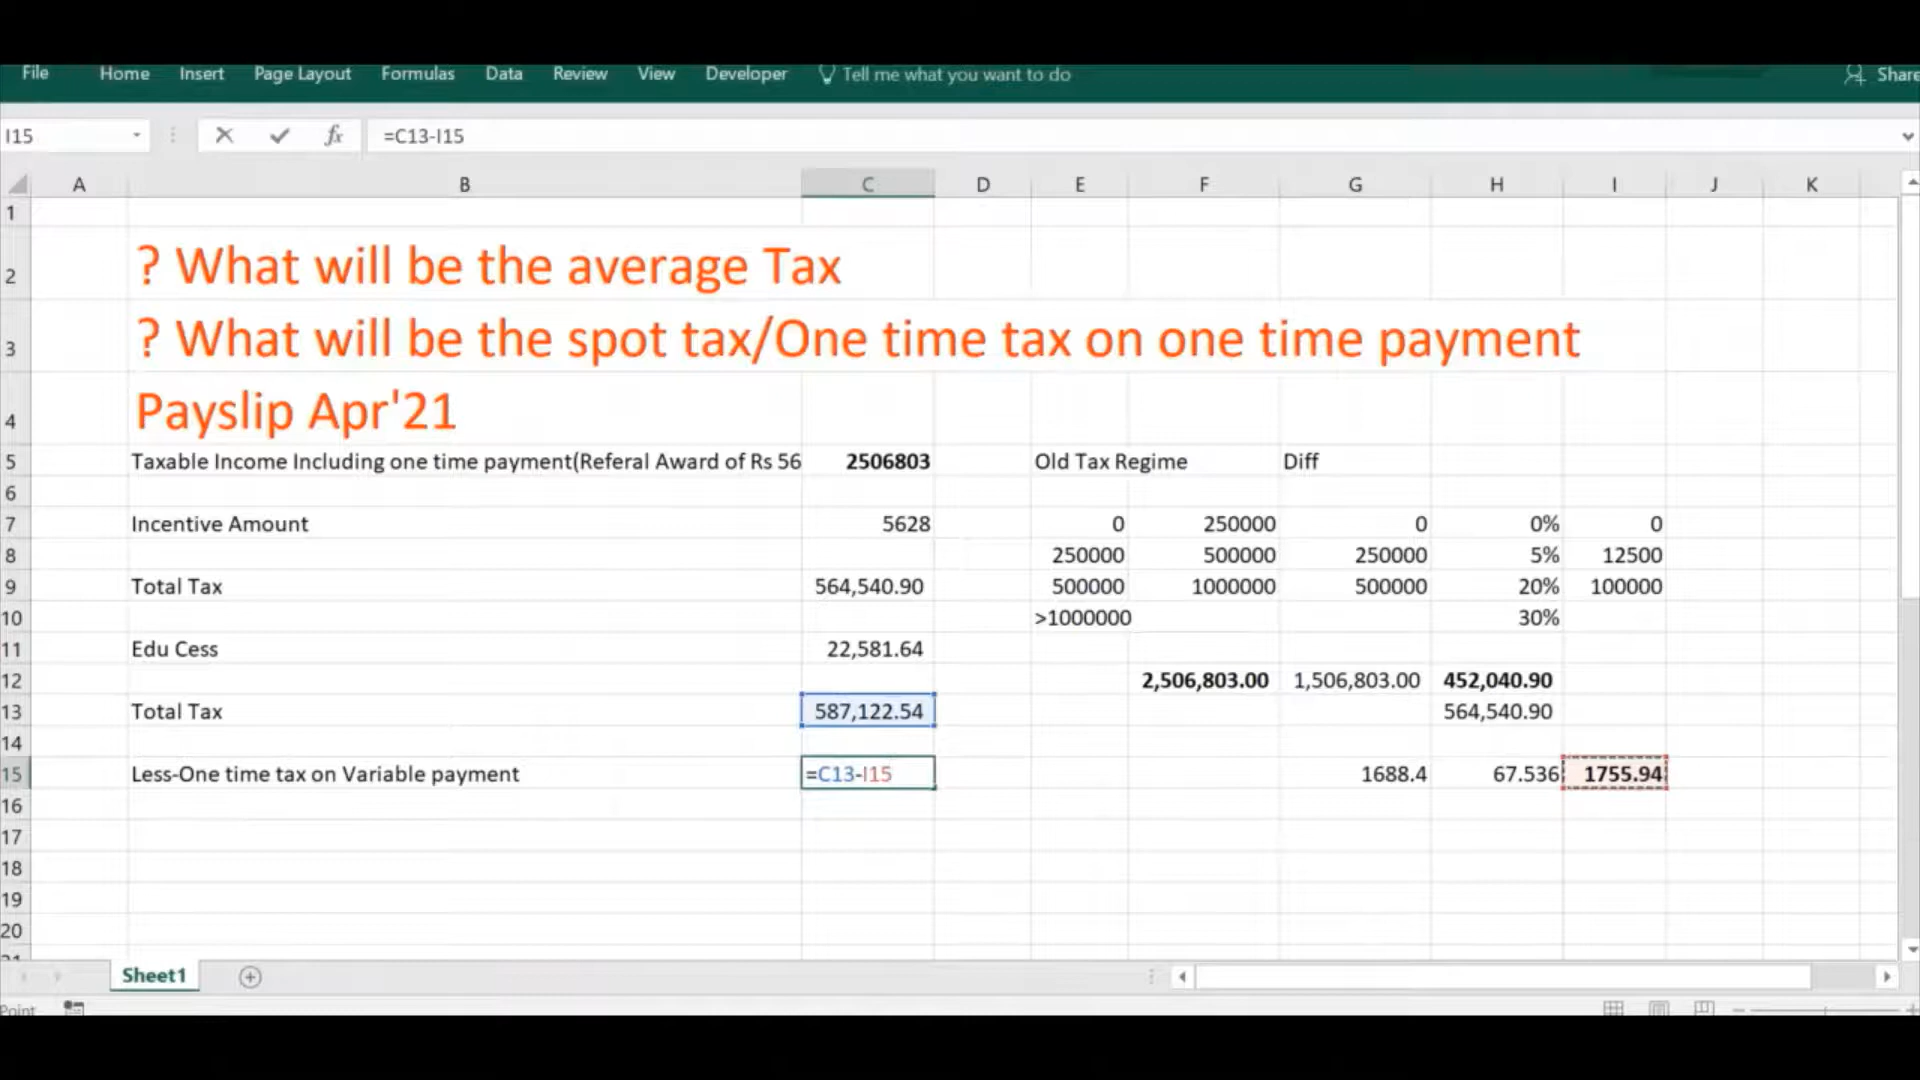 File Home Insert Page Layout Formulas Data Review View Developer Tell me what you want to do Share
I15 fx =C13-I15
A B C D E F G H I J K
1
2 ? What will be the average Tax
3 ? What will be the spot tax/One time tax on one time payment
4 Payslip Apr'21
5 Taxable Income Including one time payment(Referal Award of Rs 56 2506803 Old Tax Regime Diff
6
7 Incentive Amount 5628 0 250000 0 0% 0
8 250000 500000 250000 5% 12500
9 Total Tax 564,540.90 500000 1000000 500000 20% 100000
10 >1000000 30%
11 Edu Cess 22,581.64
12 2,506,803.00 1,506,803.00 452,040.90
13 Total Tax 587,122.54 564,540.90
14
15 Less-One time tax on Variable payment =C13-I15 1688.4 67.536 1755.94
16
17
18
19
20
Sheet1